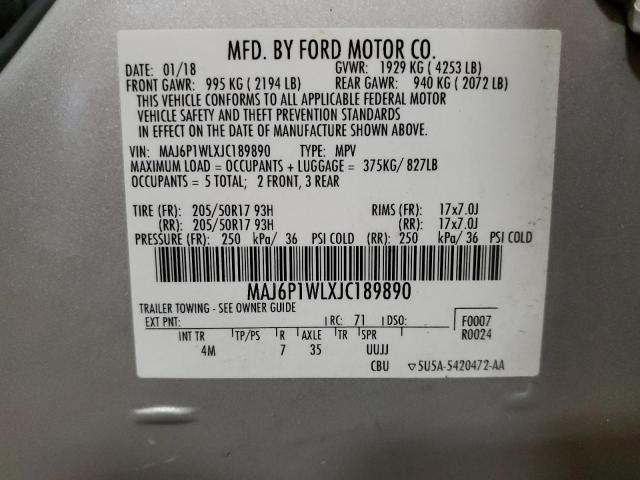 MFD. BY FORD MOTOR CO.
DATE: 01/18 GVWR: 1929 KG ( 4253 LB)
FRONT GAWR: 995 KG ( 2194 LB) REAR GAWR: 940 KG ( 2072 LB)
THIS VEHICLE CONFORMS TO ALL APPLICABLE FEDERAL MOTOR
VEHICLE SAFETY AND THEFT PREVENTION STANDARDS
IN EFFECT ON THE DATE OF MANUFACTURE SHOWN ABOVE.
VIN: MAJ6P1WLXJC189890 TYPE: MPV
MAXIMUM LOAD = OCCUPANTS + LUGGAGE = 375KG/ 827LB
OCCUPANTS = 5 TOTAL; 2 FRONT, 3 REAR
TIRE (FR): 205/50R17 93H RIMS (FR): 17x7.0J
(RR): 205/50R17 93H (RR): 17x7.0J
PRESSURE (FR): 250 kPa/ 36 PSI COLD (RR): 250 kPa/ 36 PSI COLD
MAJ6P1WLXJC189890
TRAILER TOWING - SEE OWNER GUIDE
EXT PNT: RC: 71 DSO: F0007
INT TR TP/PS R AXLE TR SPR R0024
4M 7 35 UUJJ
CBU ▽5U5A-5420472-AA